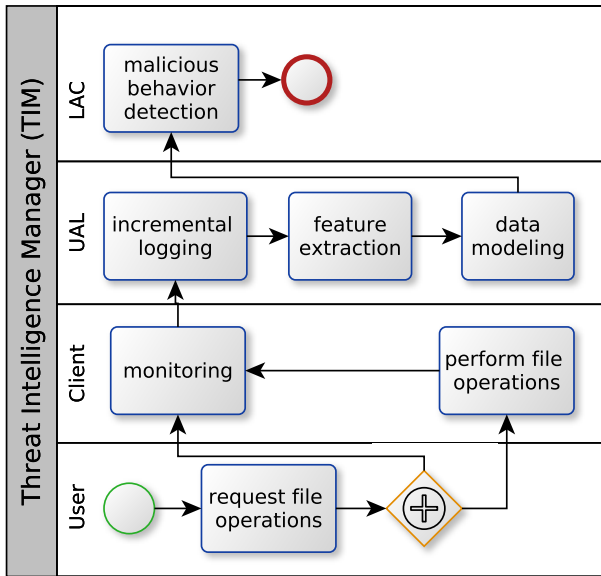 Threat Intelligence Manager (TIM)
LAC
malicious
behavior
detection
UAL
incremental
logging
feature
extraction
data
modeling
Client
monitoring
perform file
operations
User
request file
operations